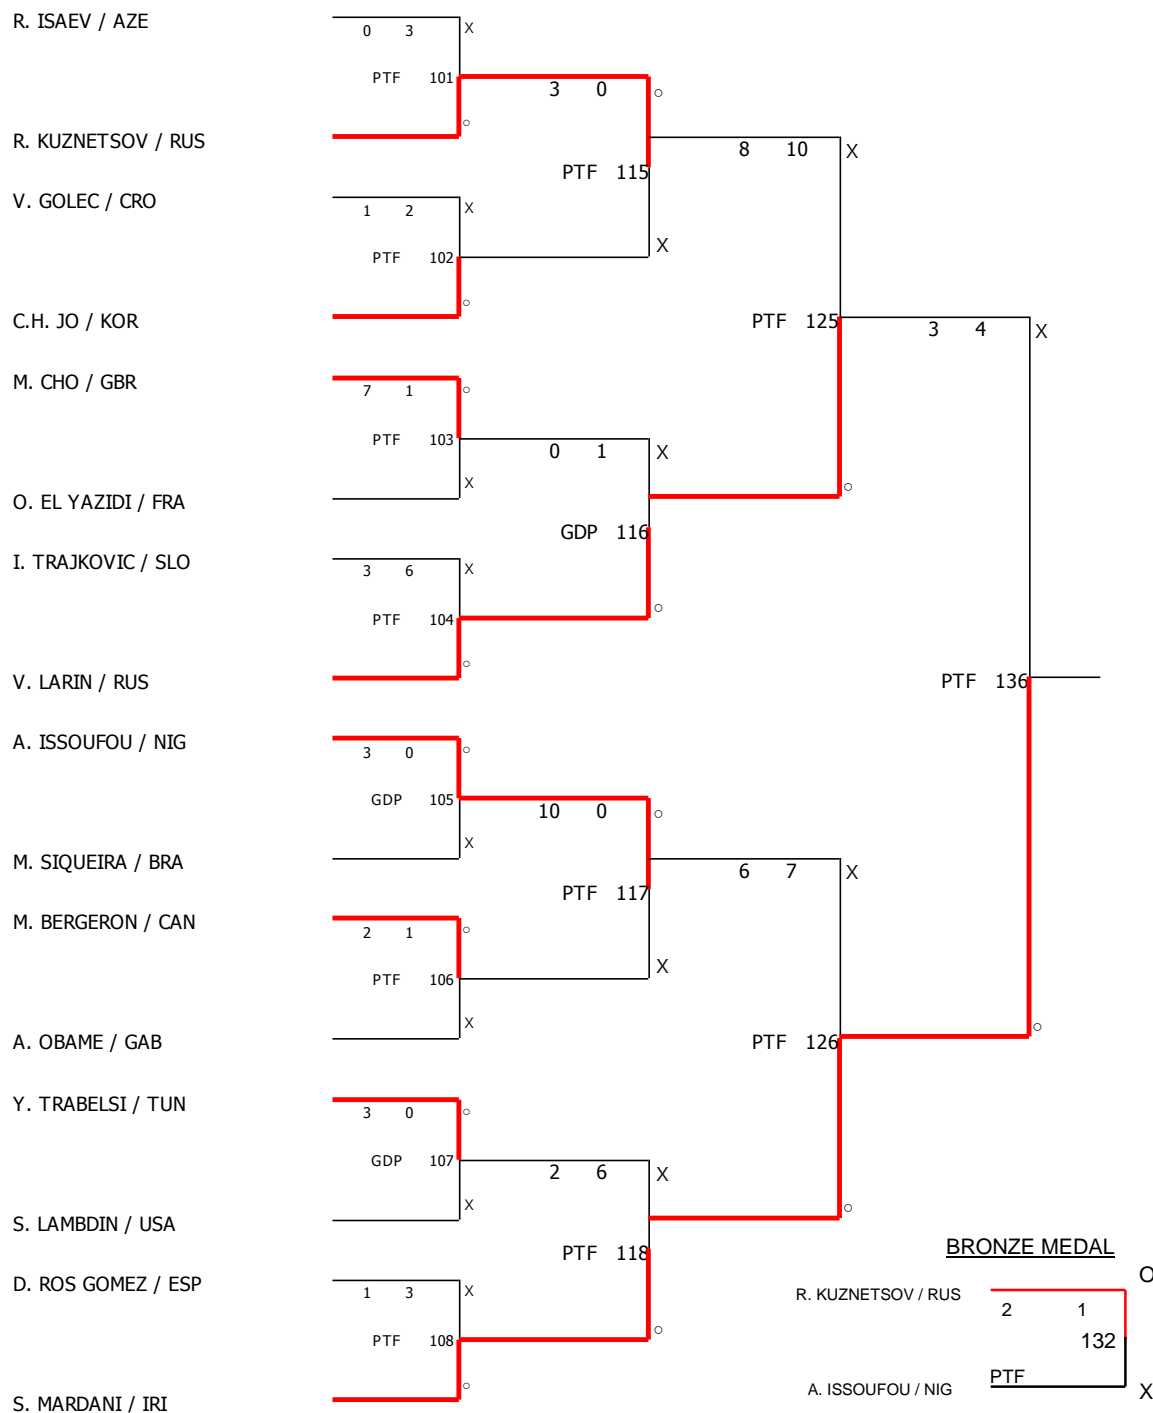 R. ISAEV / AZE
0 3 X
PTF 101
3 0 ○
R. KUZNETSOV / RUS ○
8 10 X
PTF 115
V. GOLEC / CRO
1 2 X
X
PTF 102
○
C.H. JO / KOR
PTF 125
3 4 X
M. CHO / GBR
7 1 ○
PTF 103
0 1 X
X
○
O. EL YAZIDI / FRA
GDP 116
I. TRAJKOVIC / SLO
3 6 X
○
PTF 104
○
V. LARIN / RUS
PTF 136
A. ISSOUFOU / NIG
3 0 ○
GDP 105
10 0 ○
X
M. SIQUEIRA / BRA
6 7 X
PTF 117
M. BERGERON / CAN
2 1 ○
X
PTF 106
X
○
A. OBAME / GAB
PTF 126
Y. TRABELSI / TUN
3 0 ○
GDP 107
2 6 X
X
○
S. LAMBDIN / USA
PTF 118
BRONZE MEDAL
D. ROS GOMEZ / ESP
1 3 X
R. KUZNETSOV / RUS
O
2 1
○
PTF 108
132
○
PTF
A. ISSOUFOU / NIG
X
S. MARDANI / IRI